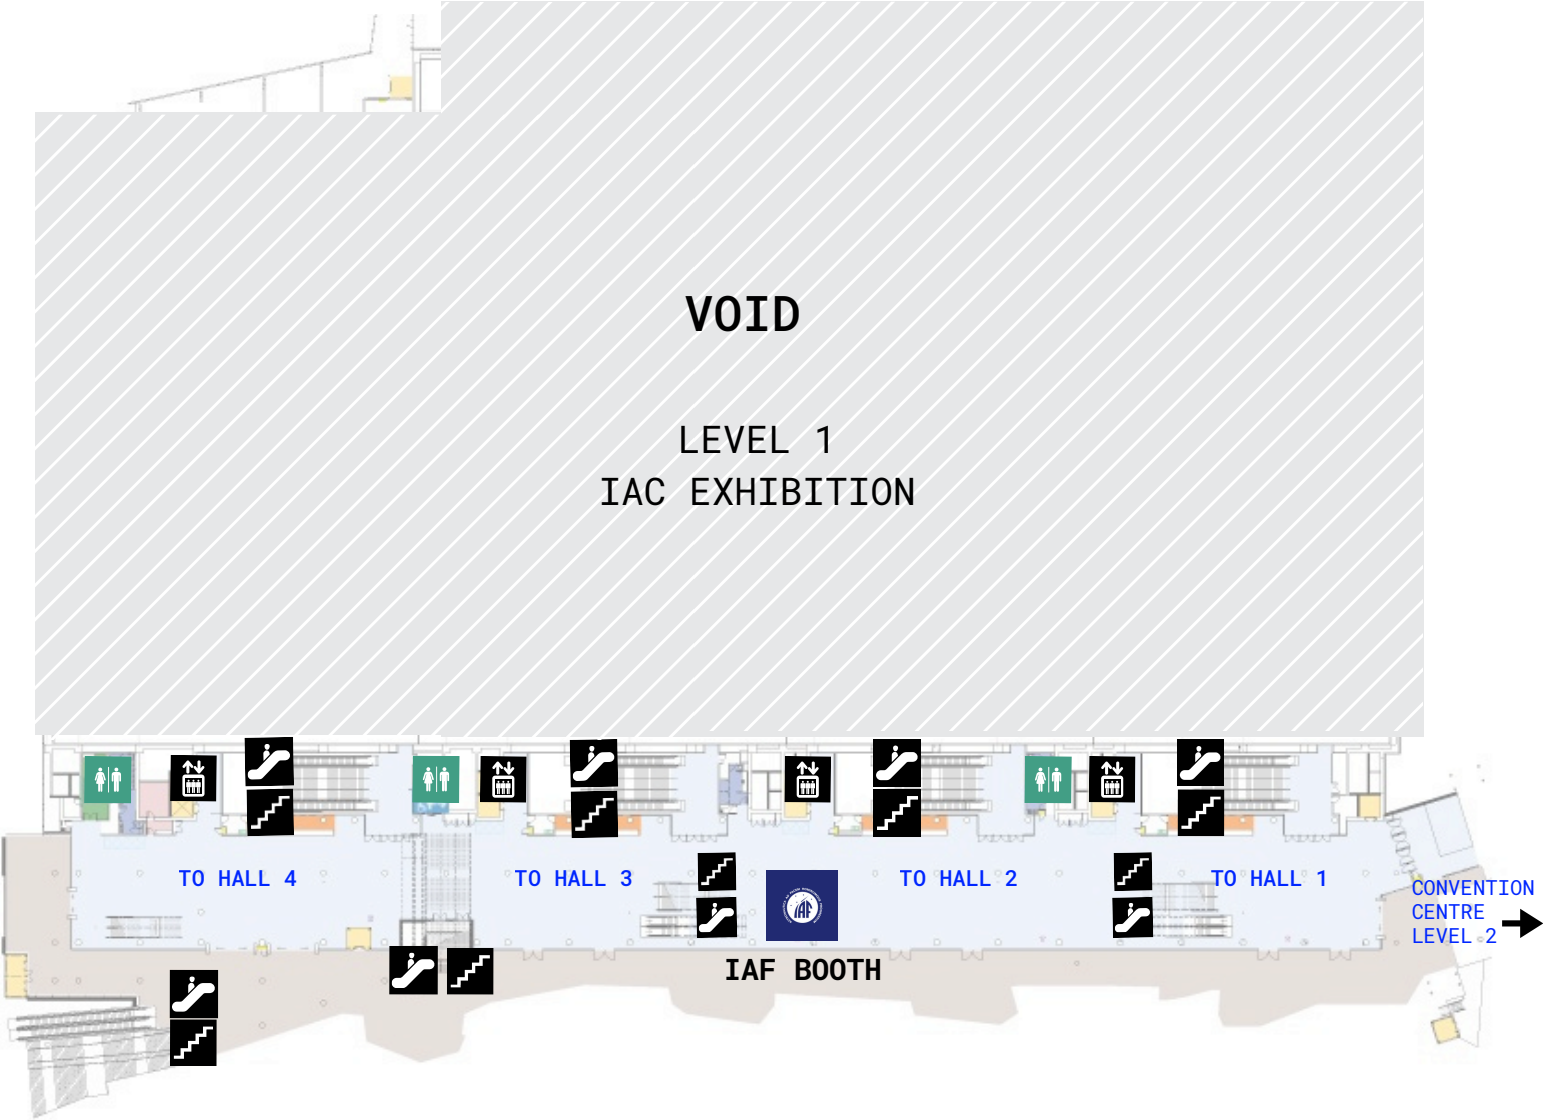 VOID
LEVEL 1
IAC EXHIBITION
TO HALL 4
TO HALL 3
TO HALL 2
TO HALL 1
CONVENTION
CENTRE
LEVEL 2
IAF
IAF BOOTH